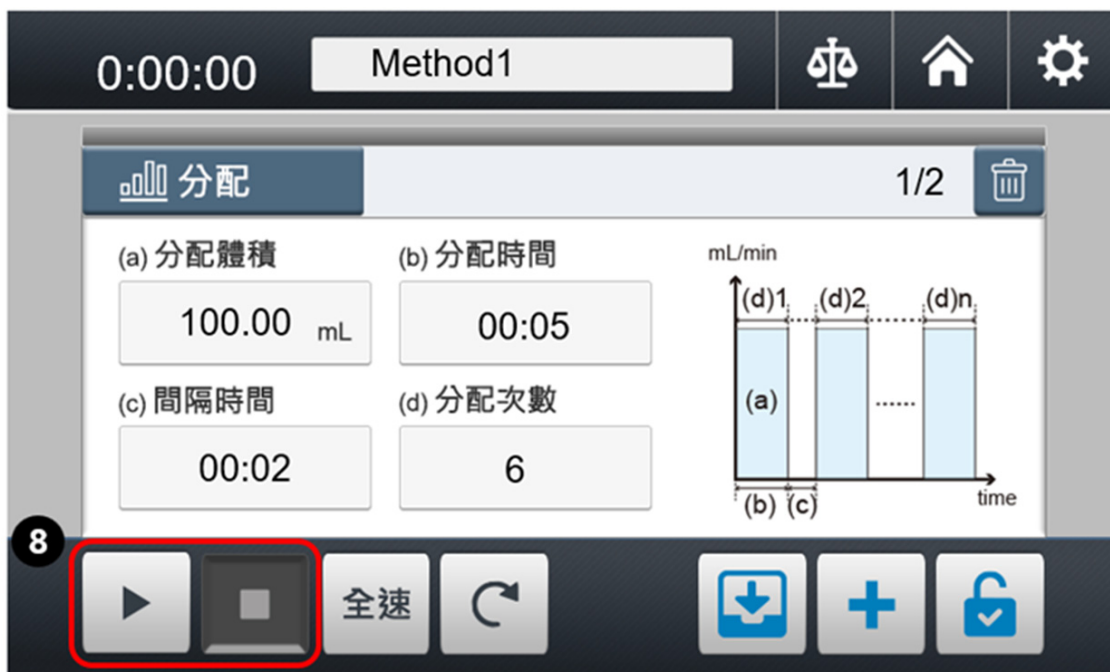 0:00:00 Method1
分配 1/2
(a) 分配體積 (b) 分配時間
100.00 mL 00:05
(c) 間隔時間 (d) 分配次數
00:02 6
mL/min
(d)1 (d)2 ...... (d)n
(a) ......
(b) (c) time
8
全速